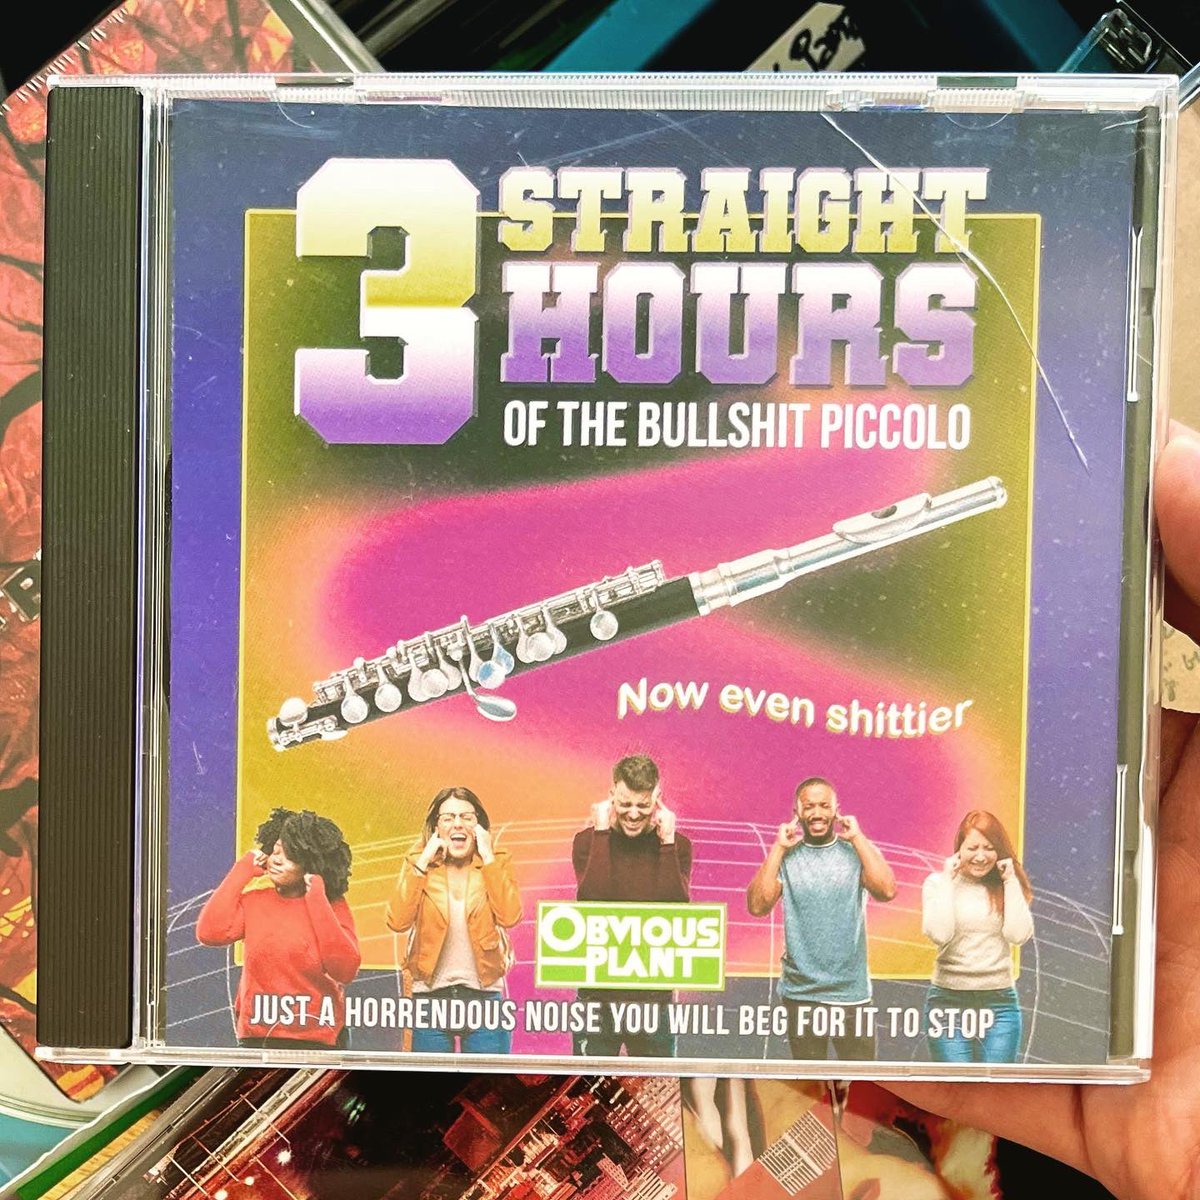 3 STRAIGHT
HOURS
OF THE BULLSHIT PICCOLO
Now even shittier
OBVIOUS
PLANT
JUST A HORRENDOUS NOISE YOU WILL BEG FOR IT TO STOP